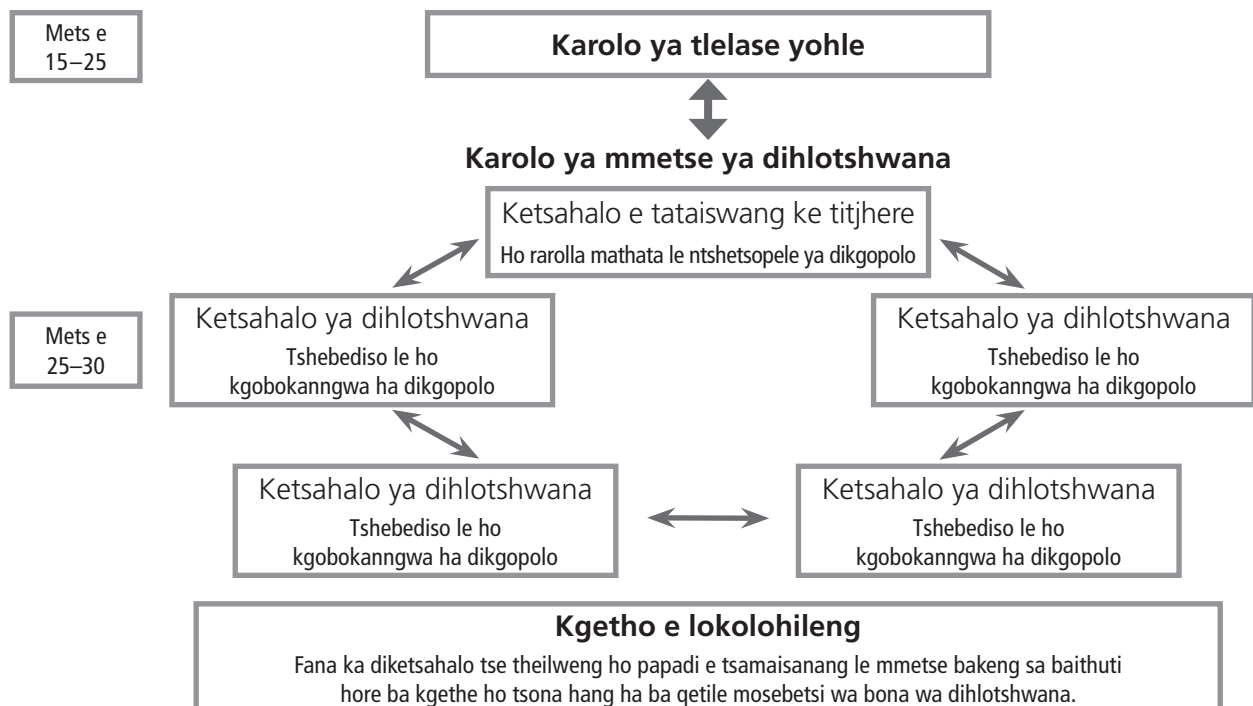 Mets e
15–25
Karolo ya tlelase yohle
Karolo ya mmetse ya dihlotshwana
Ketsahalo e tataiswang ke titjhere
Ho rarolla mathata le ntshetsopele ya dikgopolo
Mets e
25–30
Ketsahalo ya dihlotshwana
Tshebediso le ho
kgobokanngwa ha dikgopolo
Ketsahalo ya dihlotshwana
Tshebediso le ho
kgobokanngwa ha dikgopolo
Ketsahalo ya dihlotshwana
Tshebediso le ho
kgobokanngwa ha dikgopolo
Ketsahalo ya dihlotshwana
Tshebediso le ho
kgobokanngwa ha dikgopolo
Kgetho e lokolohileng
Fana ka diketsahalo tse theilweng ho papadi e tsamaisanang le mmetse bakeng sa baithuti
hore ba kgethe ho tsona hang ha ba qetile mosebetsi wa bona wa dihlotshwana.